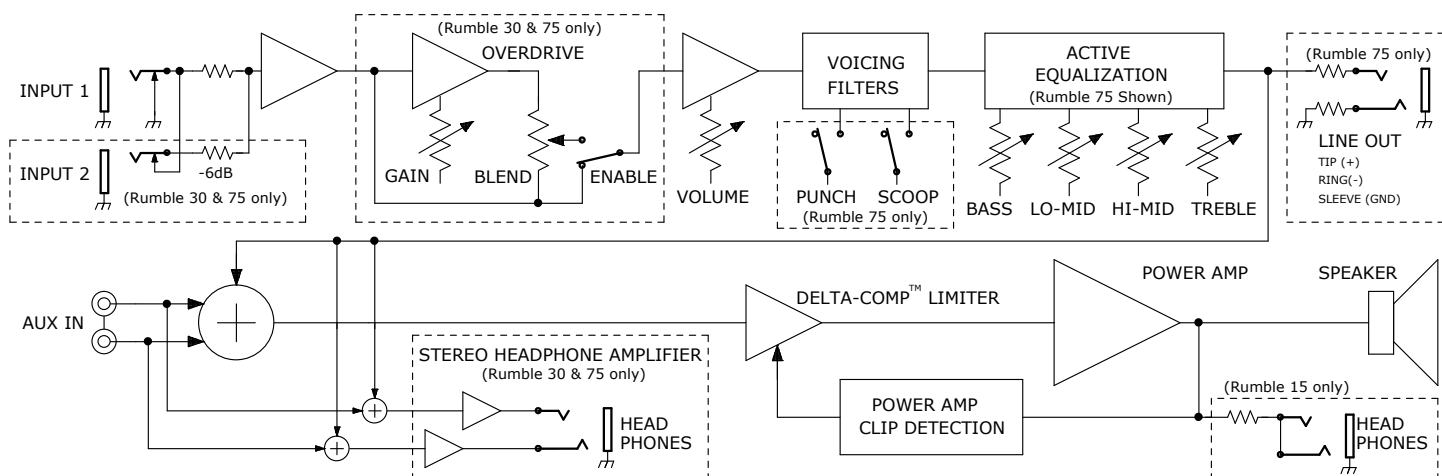 INPUT 1
INPUT 2
-6dB
(Rumble 30 & 75 only)
(Rumble 30 & 75 only)
OVERDRIVE
GAIN
BLEND
ENABLE
VOLUME
VOICING
FILTERS
PUNCH
SCOOP
(Rumble 75 only)
ACTIVE
EQUALIZATION
(Rumble 75 Shown)
BASS
LO-MID
HI-MID
TREBLE
(Rumble 75 only)
LINE OUT
TIP (+)
RING(-)
SLEEVE (GND)
AUX IN
STEREO HEADPHONE AMPLIFIER
(Rumble 30 & 75 only)
HEAD
PHONES
DELTA-COMP™ LIMITER
POWER AMP
SPEAKER
POWER AMP
CLIP DETECTION
(Rumble 15 only)
HEAD
PHONES